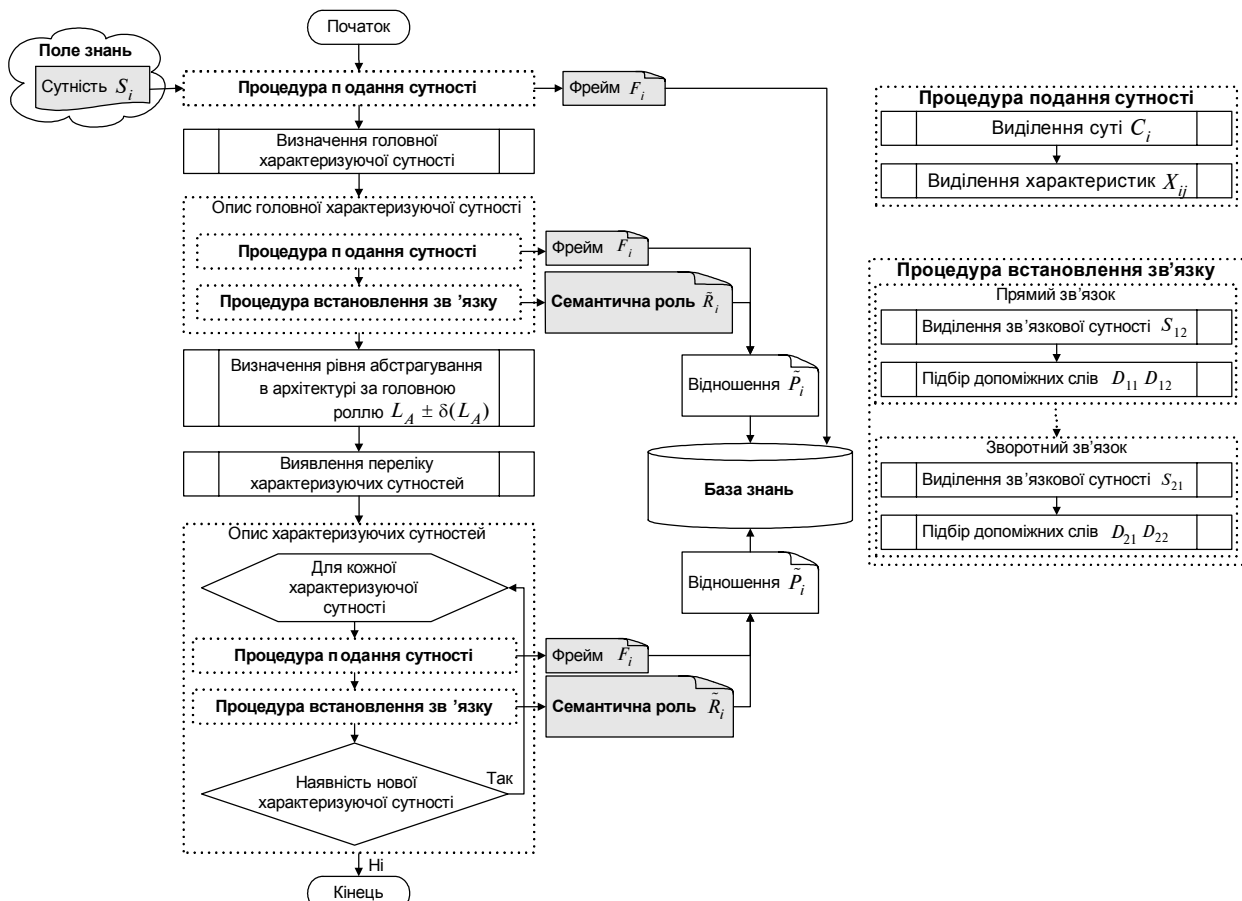 Початок
Поле знань
Сутність S_i
Процедура п одання сутності
Фрейм F_i
Визначення головної
характеризуючої сутності
Опис головної характеризуючої сутності
Процедура п одання сутності
Фрейм F_i
Процедура встановлення зв 'язку
Семантична роль R̃_i
Визначення рівня абстрагування
в архітектурі за головною
роллю L_A ± δ(L_A)
Відношення P̃_i
Виявлення переліку
характеризуючих сутностей
База знань
Опис характеризуючих сутностей
Для кожної
характеризуючої
сутності
Відношення P̃_i
Процедура п одання сутності
Фрейм F_i
Процедура встановлення зв 'язку
Семантична роль R̃_i
Наявність нової
характеризуючої сутності
Так
Ні
Кінець
Процедура подання сутності
Виділення суті C_i
Виділення характеристик X_ij
Процедура встановлення зв'язку
Прямий зв'язок
Виділення зв'язкової сутності S_12
Підбір допоміжних слів D_11 D_12
Зворотний зв'язок
Виділення зв'язкової сутності S_21
Підбір допоміжних слів D_21 D_22